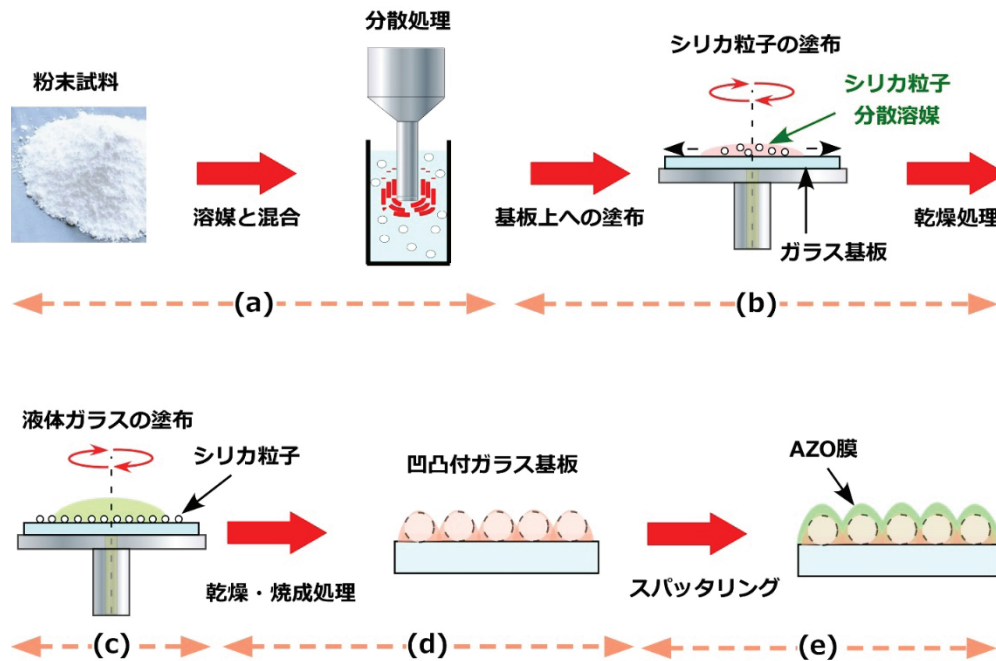 分散処理
粉末試料
溶媒と混合
基板上への塗布
シリカ粒子の塗布
シリカ粒子
分散溶媒
ガラス基板
乾燥処理
(a)
(b)
液体ガラスの塗布
シリカ粒子
乾燥・焼成処理
凹凸付ガラス基板
スパッタリング
AZO膜
(c)
(d)
(e)